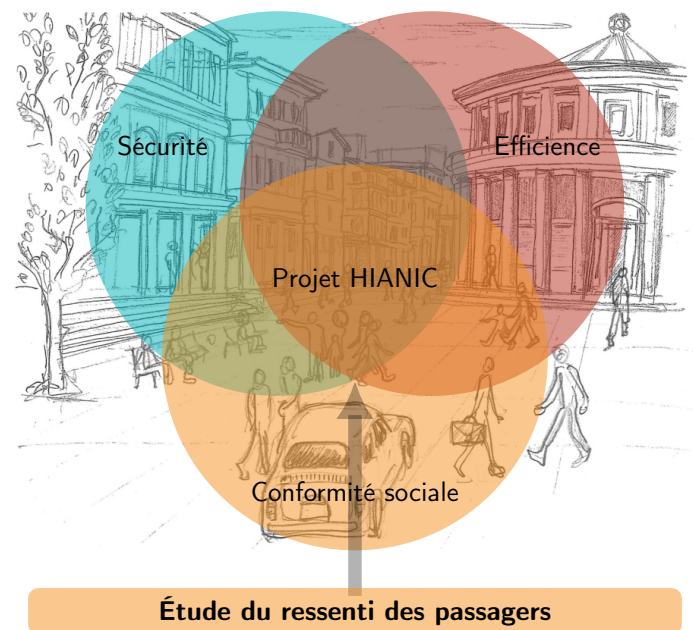 Sécurité
Efficience
Projet HIANIC
Conformité sociale
Étude du ressenti des passagers